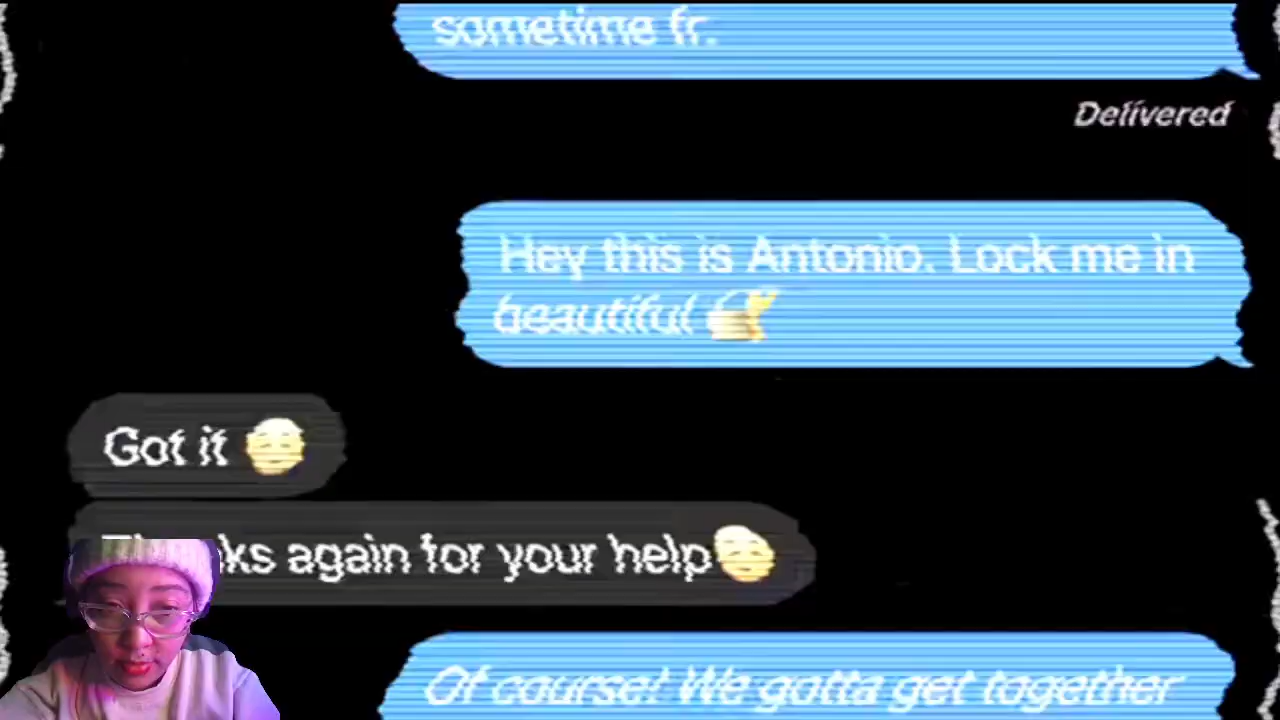 sometime fr.
Delivered
Hey this is Antonio. Lock me in
beautiful
Got it
again for your help
Of course! We gotta get together